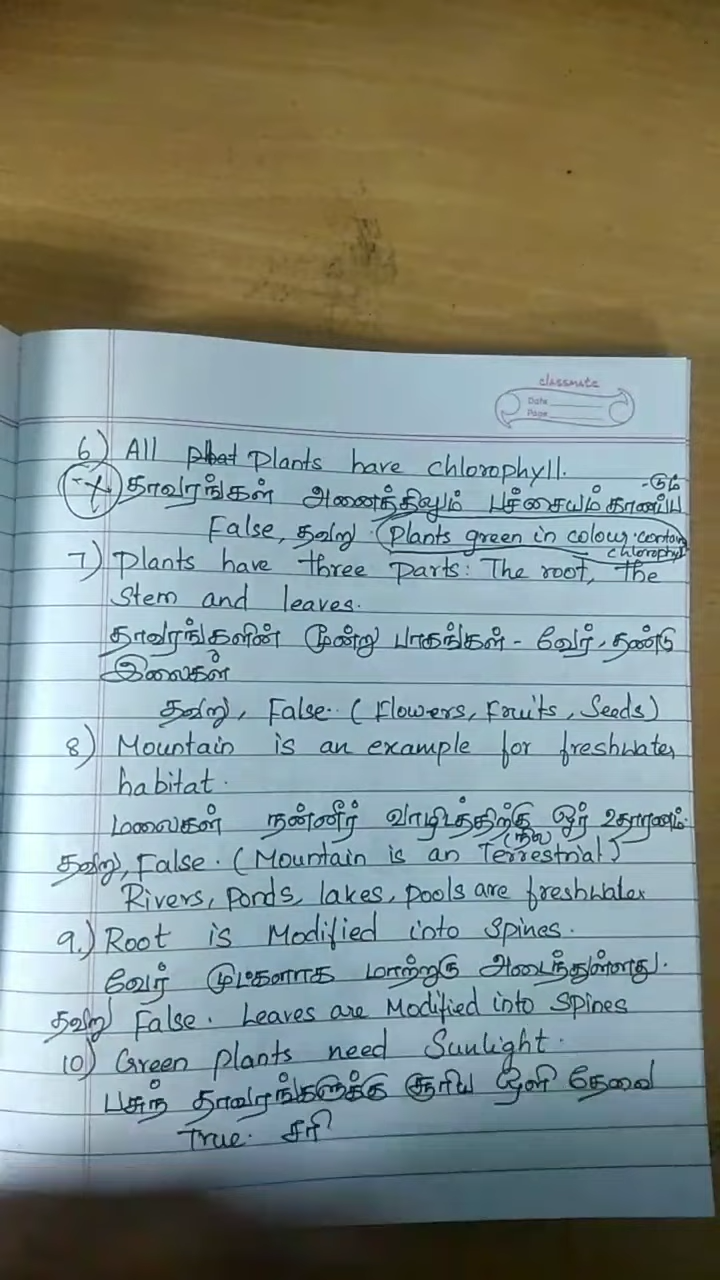 classmate
Date
Page
6) All Plants have chlorophyll.
தாவரங்கள் அனைத்திலும் பச்சையம் காணப்ப
-டும்
False, தவறு. (Plants green in colour contain
chlorophyll
7) Plants have three parts: The root, the
stem and leaves.
தாவரங்களின் மூன்று பாகங்கள் - வேர், தண்டு
இலைகள்
தவறு, False. (Flowers, Fruits, Seeds)
8) Mountain is an example for freshwater
habitat.
மலைகள் நன்னீர் வாழிடத்திற்கு ஓர் உதாரணம்.
(நில
தவறு, False. (Mountain is an Terrestrial)
Rivers, ponds, lakes, pools are freshwater
9.) Root is Modified into Spines.
வேர் முட்களாக மாற்றுரு அடைந்துள்ளது.
தவறு False. Leaves are Modified into Spines
10) Green plants need Sunlight.
பசுந் தாவரங்களுக்கு சூரிய ஒளி தேவை
True. சரி